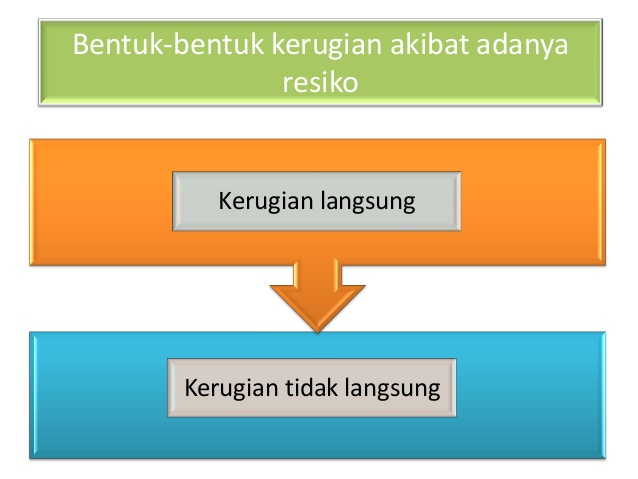 Bentuk-bentuk kerugian akibat adanya
resiko
Kerugian langsung
Kerugian tidak langsung